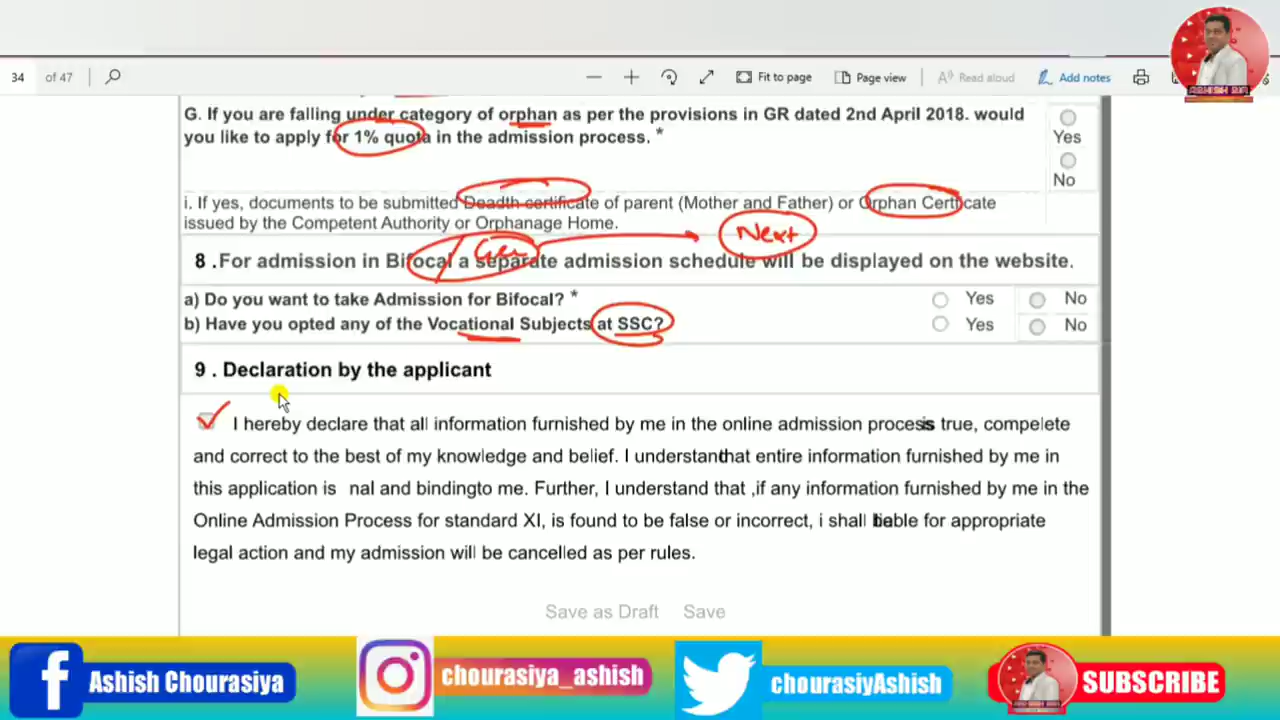 34 of 47 Fit to page Page view Read aloud Add notes
ASHISH SIR
G. If you are falling under category of orphan as per the provisions in GR dated 2nd April 2018. would
you like to apply for 1% quota in the admission process. *
Yes
No
i. If yes, documents to be submitted Deadth certificate of parent (Mother and Father) or Orphan Certficate
issued by the Competent Authority or Orphanage Home.
Gen
Next
8 .For admission in Bifocal a separate admission schedule will be displayed on the website.
a) Do you want to take Admission for Bifocal? * Yes No
b) Have you opted any of the Vocational Subjects at SSC? Yes No
9 . Declaration by the applicant
I hereby declare that all information furnished by me in the online admission process is true, compelete
and correct to the best of my knowledge and belief. I understand that entire information furnished by me in
this application is nal and bindingto me. Further, I understand that ,if any information furnished by me in the
Online Admission Process for standard XI, is found to be false or incorrect, i shall be liable for appropriate
legal action and my admission will be cancelled as per rules.
Save as Draft Save
Ashish Chourasiya chourasiya_ashish chourasiyAshish SUBSCRIBE